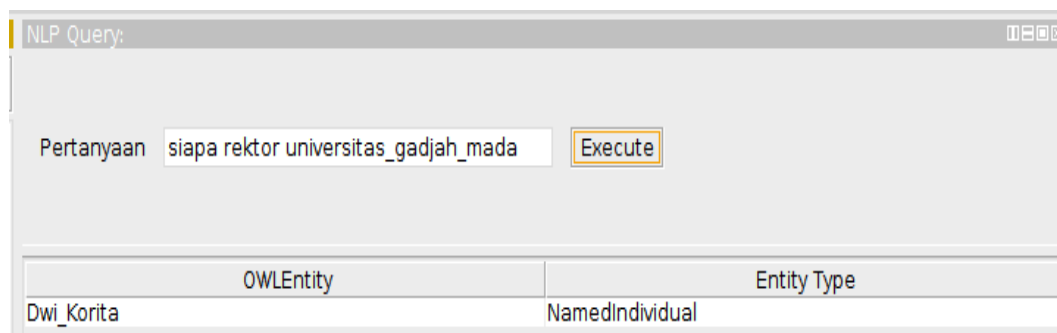 NLP Query:
Pertanyaan siapa rektor universitas_gadjah_mada Execute
OWLEntity Entity Type
Dwi_Korita NamedIndividual